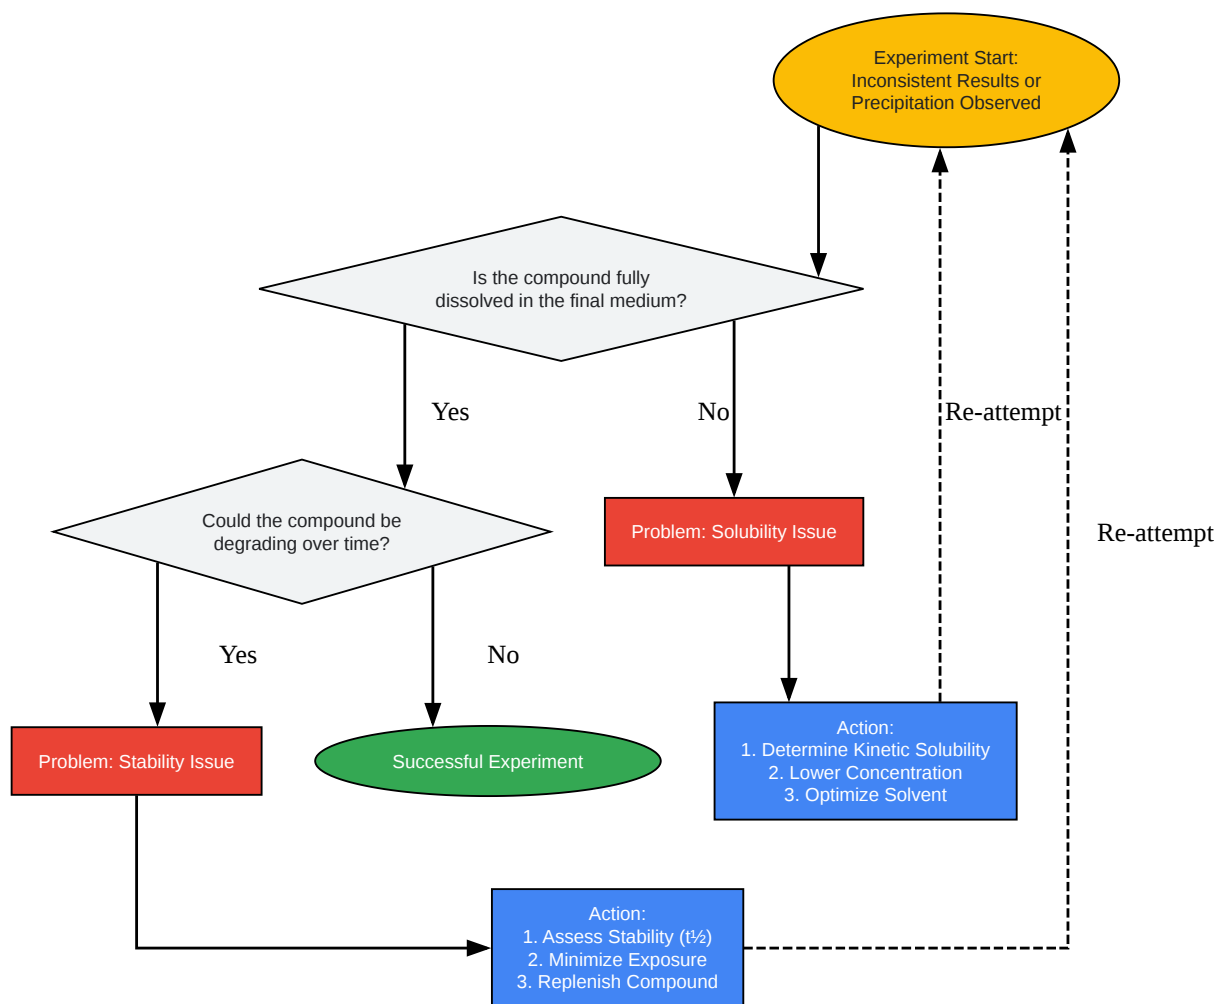 Experiment Start:
Inconsistent Results or
Precipitation Observed
Is the compound fully
dissolved in the final medium?
Yes
No
Re-attempt
Could the compound be
degrading over time?
Problem: Solubility Issue
Re-attempt
Yes
No
Problem: Stability Issue
Successful Experiment
Action:
1. Determine Kinetic Solubility
2. Lower Concentration
3. Optimize Solvent
Action:
1. Assess Stability (t½)
2. Minimize Exposure
3. Replenish Compound